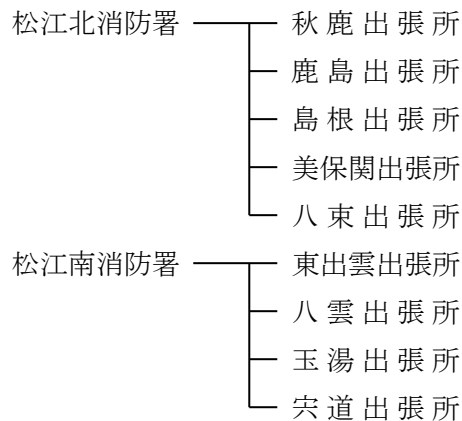 松江北消防署 秋鹿出張所
鹿島出張所
島根出張所
美保関出張所
八束出張所
松江南消防署 東出雲出張所
八雲出張所
玉湯出張所
宍道出張所